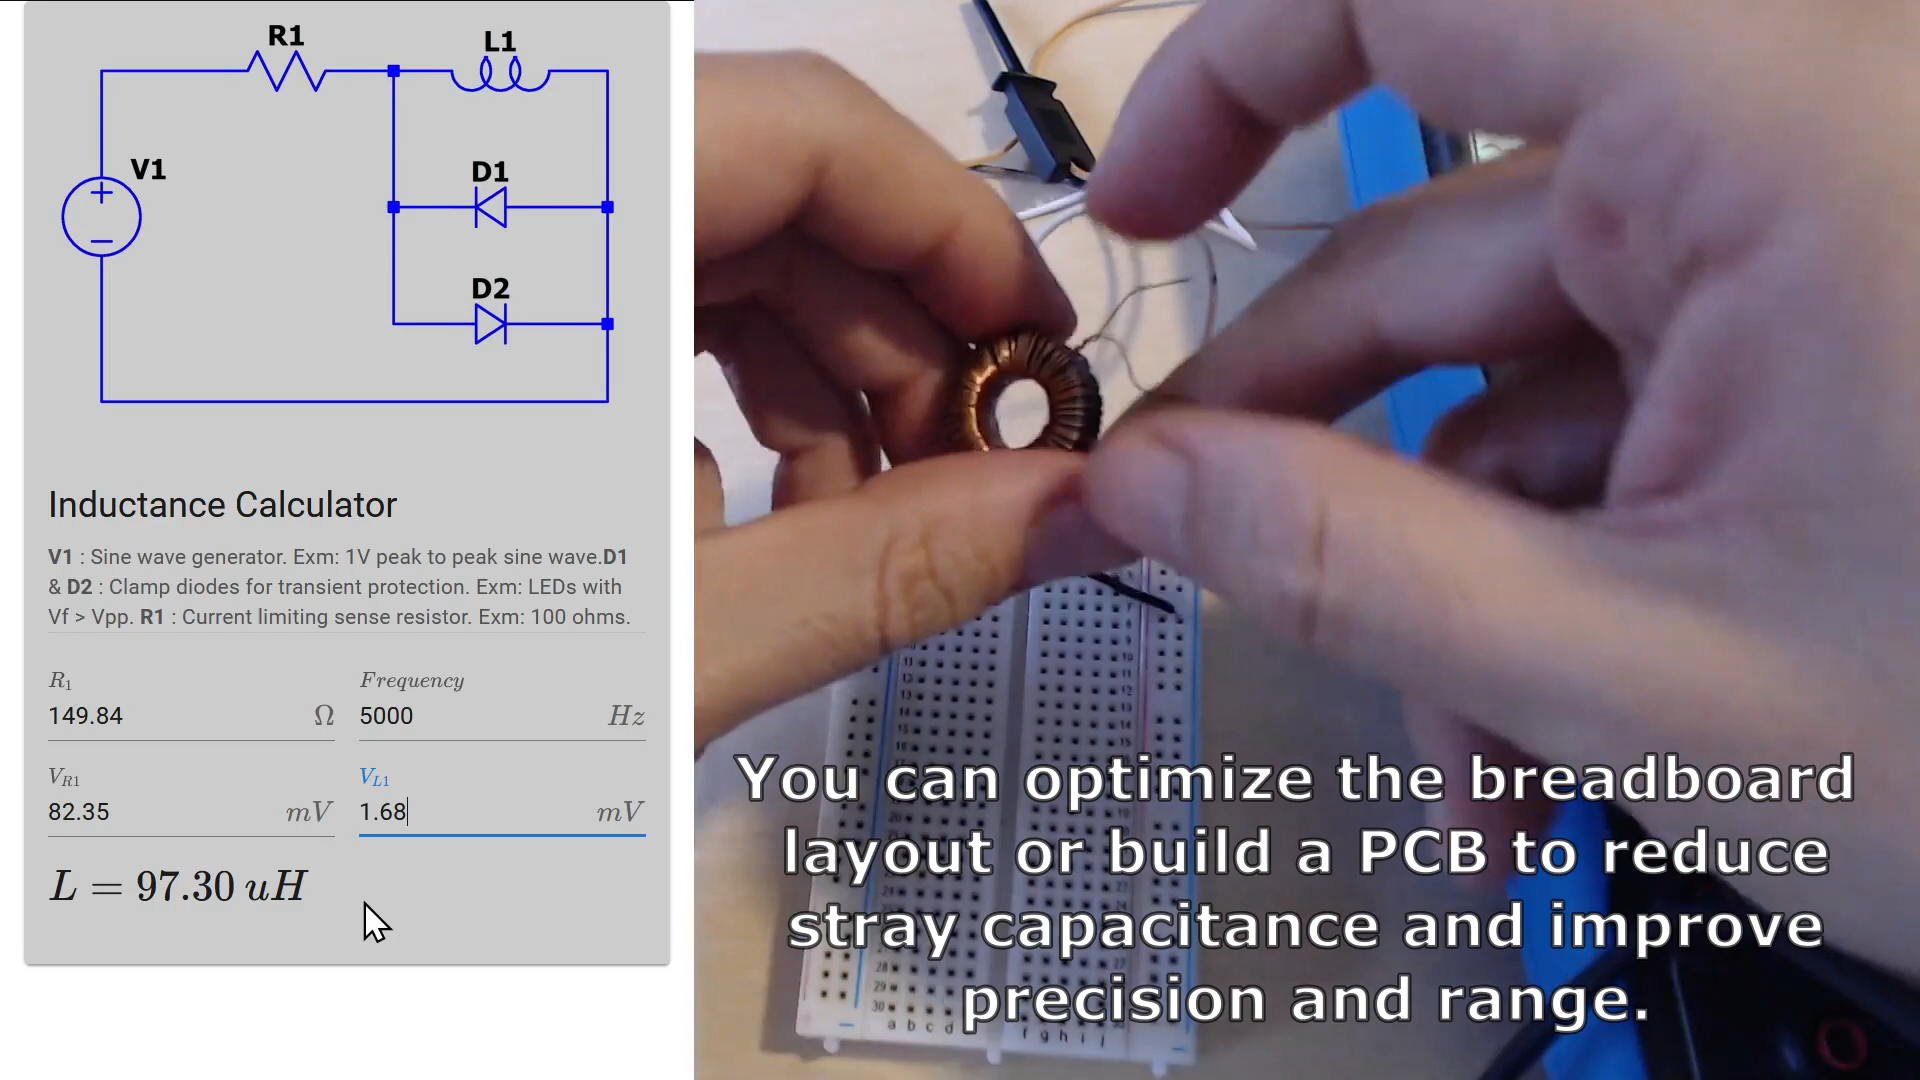 R1
L1
V1
D1
D2
Inductance Calculator
V1 : Sine wave generator. Exm: 1V peak to peak sine wave.D1
& D2 : Clamp diodes for transient protection. Exm: LEDs with
Vf > Vpp. R1 : Current limiting sense resistor. Exm: 100 ohms.
R1
Frequency
149.84 Ω
5000 Hz
VR1
VL1
82.35 mV
1.68 mV
L = 97.30 uH
You can optimize the breadboard
layout or build a PCB to reduce
stray capacitance and improve
precision and range.